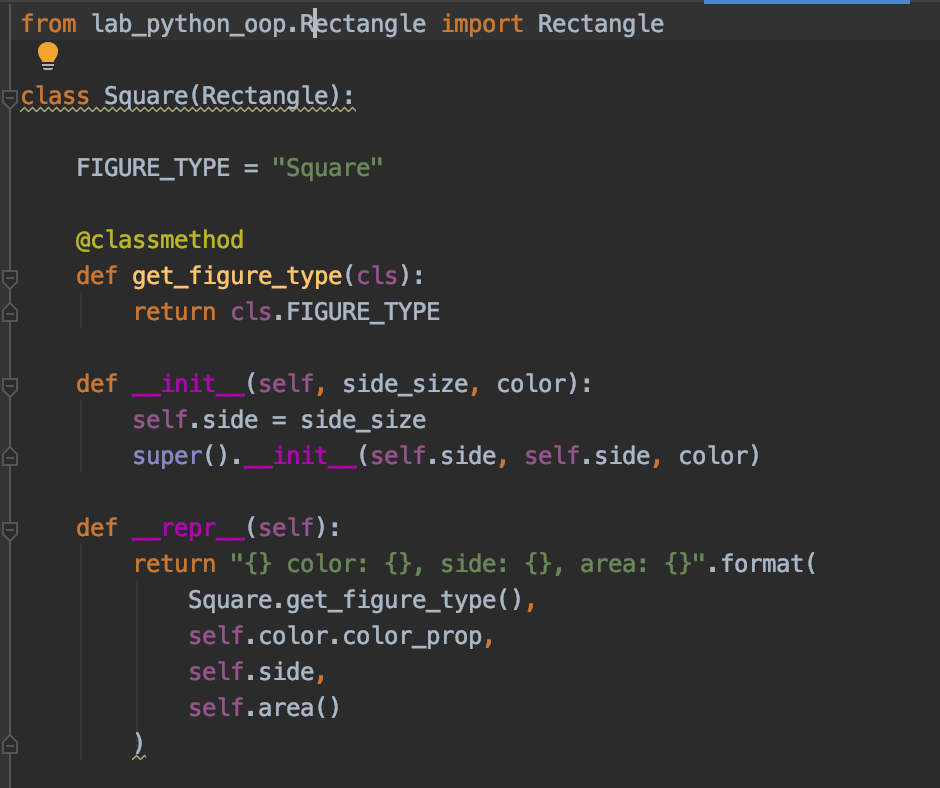 from lab_python_oop.Rectangle import Rectangle
class Square(Rectangle):
FIGURE_TYPE = "Square"
@classmethod
def get_figure_type(cls):
return cls.FIGURE_TYPE
def __init__(self, side_size, color):
self.side = side_size
super().__init__(self.side, self.side, color)
def __repr__(self):
return "{} color: {}, side: {}, area: {}".format(
Square.get_figure_type(),
self.color.color_prop,
self.side,
self.area()
)